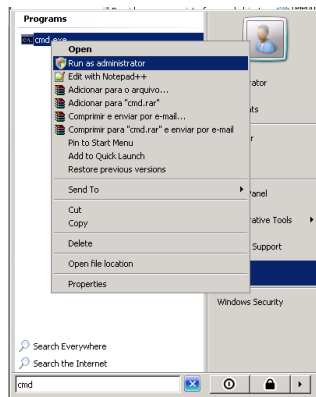 Programs
cmd.exe
Open
Run as administrator
Edit with Notepad++
Adicionar para o arquivo...
Adicionar para "cmd.rar"
Comprimir e enviar por e-mail...
Comprimir para "cmd.rar" e enviar por e-mail
Pin to Start Menu
Add to Quick Launch
Restore previous versions
Send To
Cut
Copy
Delete
Open file location
Properties
Search Everywhere
Search the Internet
cmd
rator
nts
r
Panel
rative Tools
Support
Windows Security